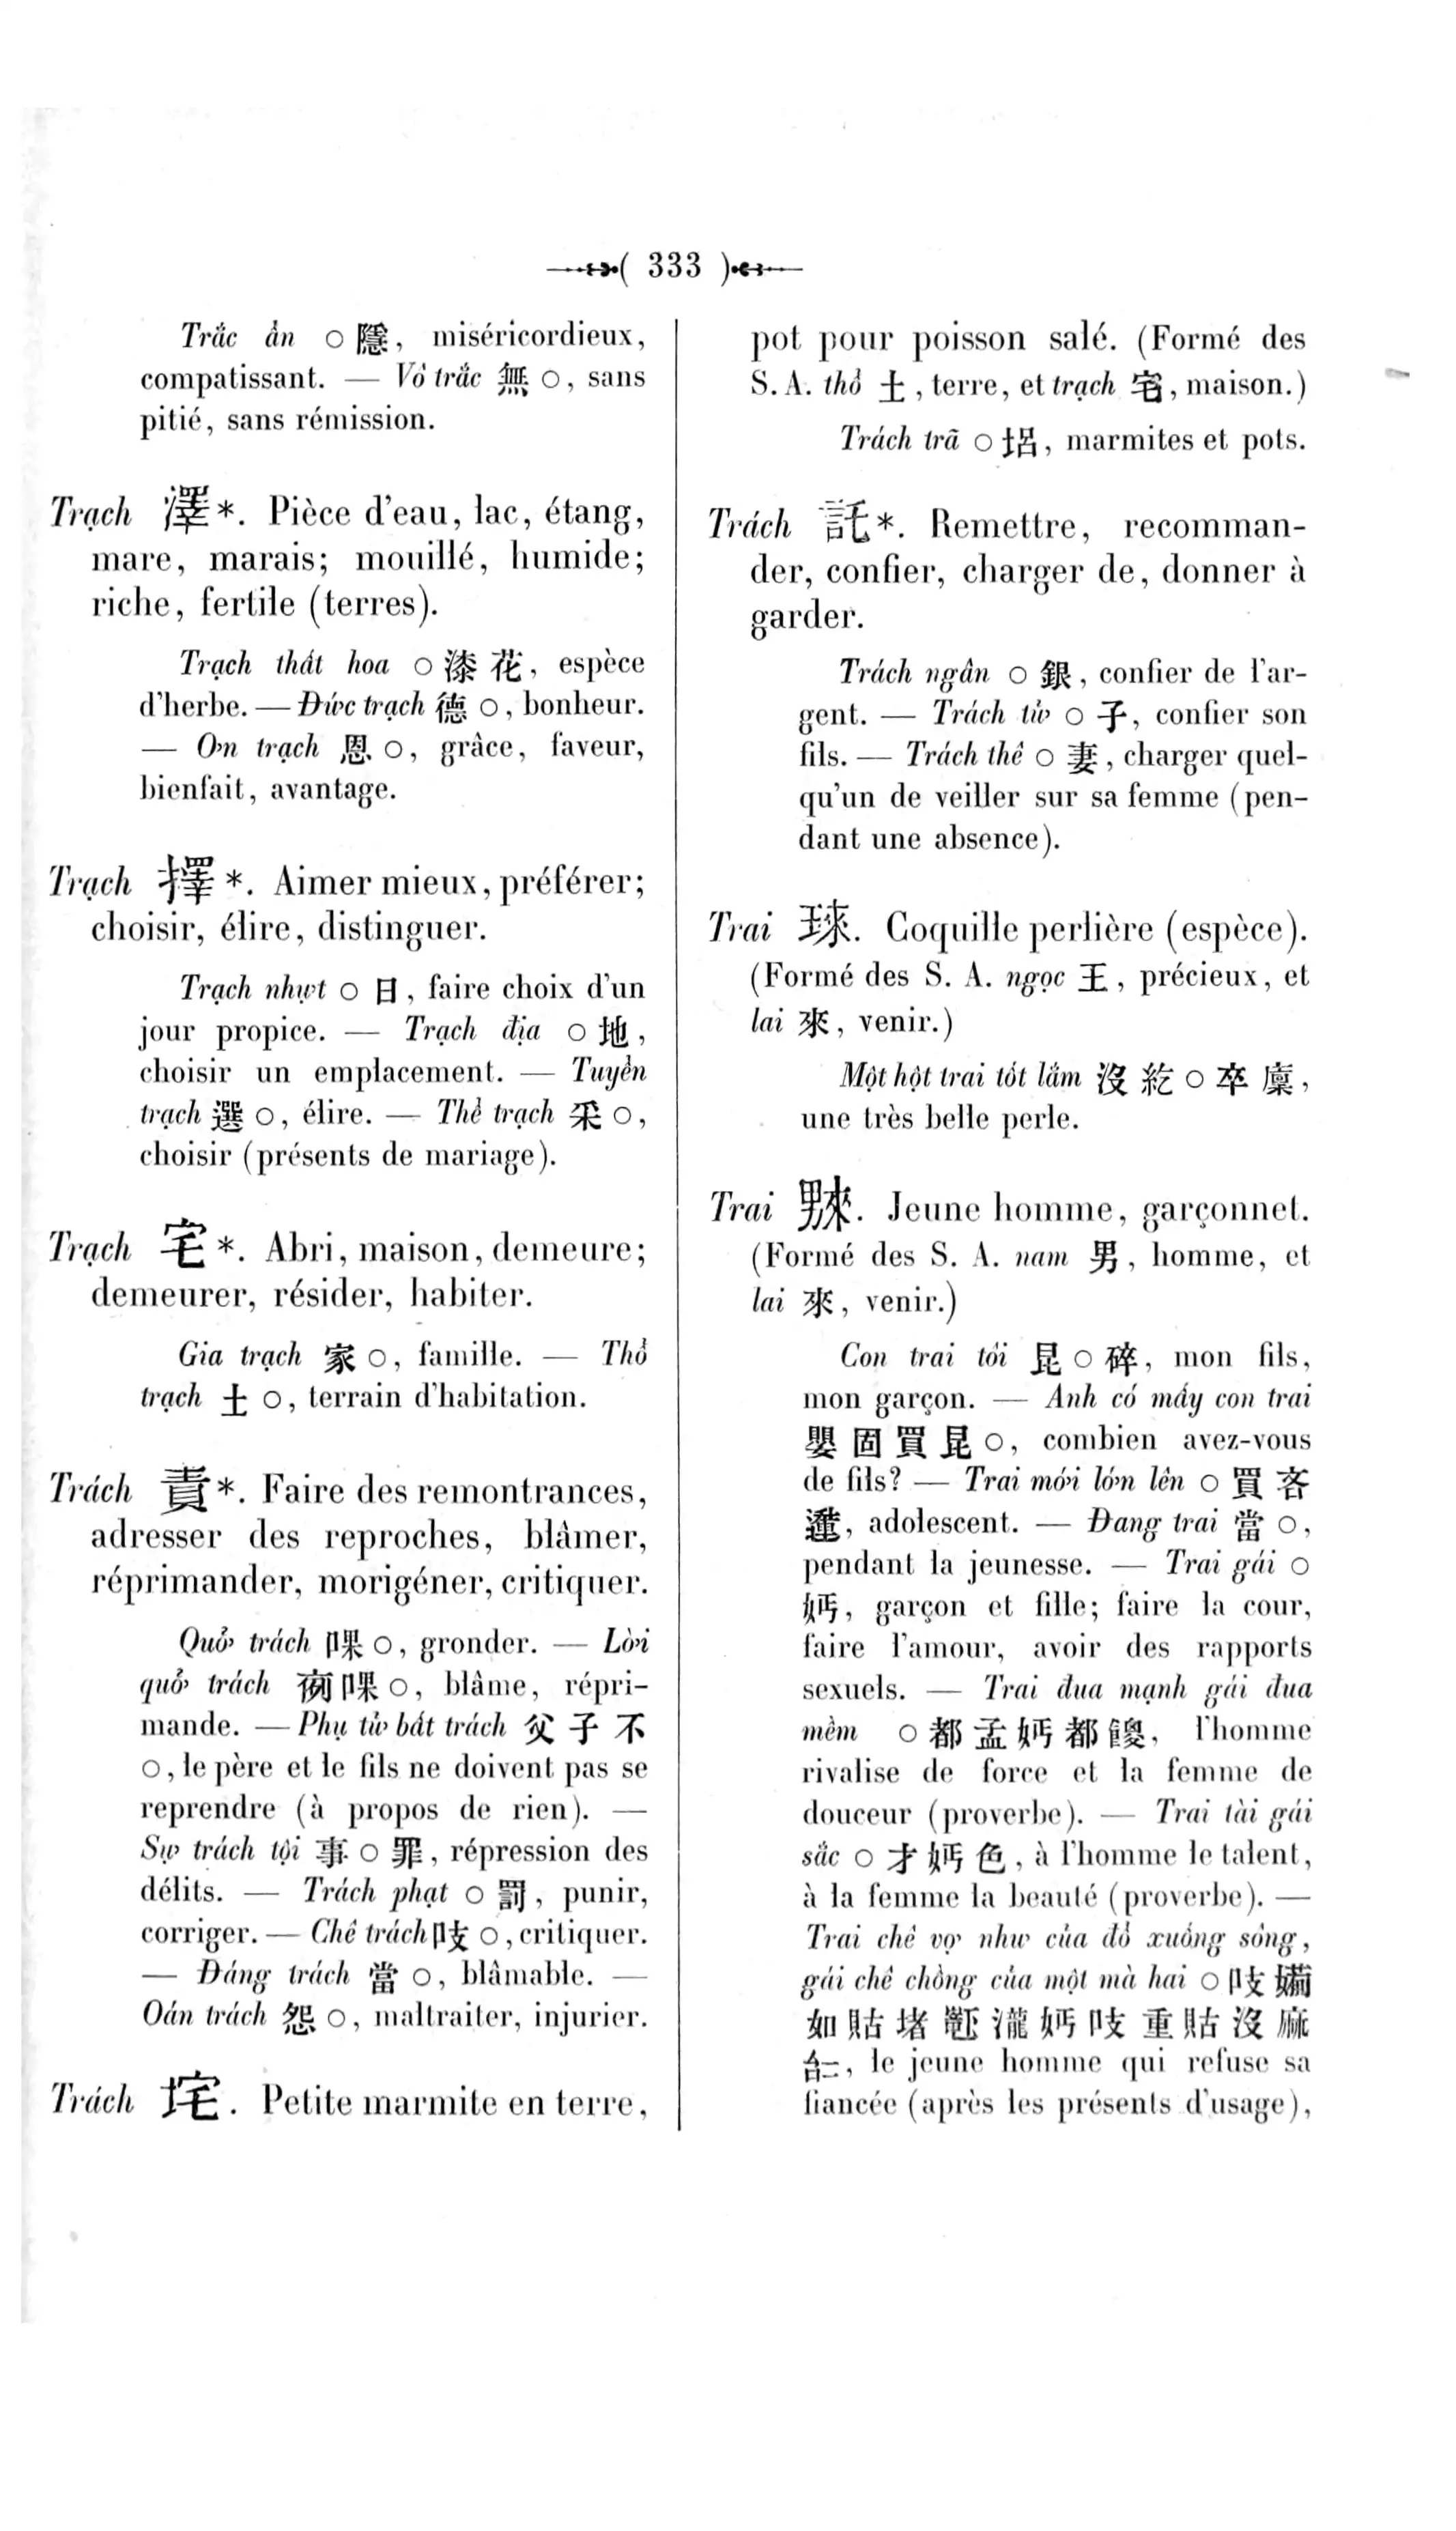 ( 333 )
Trắc ẩn ○ 隱, miséricordieux,
compatissant. — Vô trắc 無 ○, sans
pitié, sans rémission.
Trạch 澤*. Pièce d'eau, lac, étang,
mare, marais; mouillé, humide;
riche, fertile (terres).
Trạch thất hoa ○ 漆 花, espèce
d'herbe. — Đức trạch 德 ○, bonheur.
— Ơn trạch 恩 ○, grâce, faveur,
bienfait, avantage.
Trạch 擇*. Aimer mieux, préférer;
choisir, élire, distinguer.
Trạch nhựt ○ 日, faire choix d'un
jour propice. — Trạch địa ○ 地,
choisir un emplacement. — Tuyển
trạch 選 ○, élire. — Thể trạch 采 ○,
choisir (présents de mariage).
Trạch 宅*. Abri, maison, demeure;
demeurer, résider, habiter.
Gia trạch 家 ○, famille. — Thổ
trạch 土 ○, terrain d'habitation.
Trách 責*. Faire des remontrances,
adresser des reproches, blâmer,
réprimander, morigéner, critiquer.
Quở trách 啩 ○, gronder. — Lời
quở trách ○, blâme, répri-
mande. — Phụ tử bất trách 父 子 不
○, le père et le fils ne doivent pas se
reprendre (à propos de rien). —
Sự trách tội 事 ○ 罪, répression des
délits. — Trách phạt ○ 罰, punir,
corriger. — Chê trách 吱 ○, critiquer.
— Đáng trách 當 ○, blâmable. —
Oán trách 怨 ○, maltraiter, injurier.
Trách 垞. Petite marmite en terre,
pot pour poisson salé. (Formé des
S. A. thổ 土, terre, et trạch 宅, maison.)
Trách trã ○ 垖, marmites et pots.
Trách 託*. Remettre, recomman-
der, confier, charger de, donner à
garder.
Trách ngân ○ 銀, confier de l'ar-
gent. — Trách tử ○ 子, confier son
fils. — Trách thê ○ 妻, charger quel-
qu'un de veiller sur sa femme (pen-
dant une absence).
Trai 琜. Coquille perlière (espèce).
(Formé des S. A. ngọc 王, précieux, et
lai 來, venir.)
Một hột trai tốt lắm 沒 紇 ○ 卒 廩,
une très belle perle.
Trai 𤳆. Jeune homme, garçonnet.
(Formé des S. A. nam 男, homme, et
lai 來, venir.)
Con trai tôi 昆 ○ 碎, mon fils,
mon garçon. — Anh có mấy con trai
嬰 固 買 昆 ○, combien avez-vous
de fils? — Trai mới lớn lên ○ 買 吝
𨖲, adolescent. — Đang trai 當 ○,
pendant la jeunesse. — Trai gái ○
妈, garçon et fille; faire la cour,
faire l'amour, avoir des rapports
sexuels. — Trai đua mạnh gái đua
mềm ○ 都 孟 都, l'homme
rivalise de force et la femme de
douceur (proverbe). — Trai tài gái
sắc ○ 才 色, à l'homme le talent,
à la femme la beauté (proverbe). —
Trai chê vợ như của đổ xuống sông,
gái chê chồng của một mà hai ○ 吱
如 貼 堵 瀧 吱 重 貼 沒 麻
𠄩, le jeune homme qui refuse sa
fiancée (après les présents d'usage),